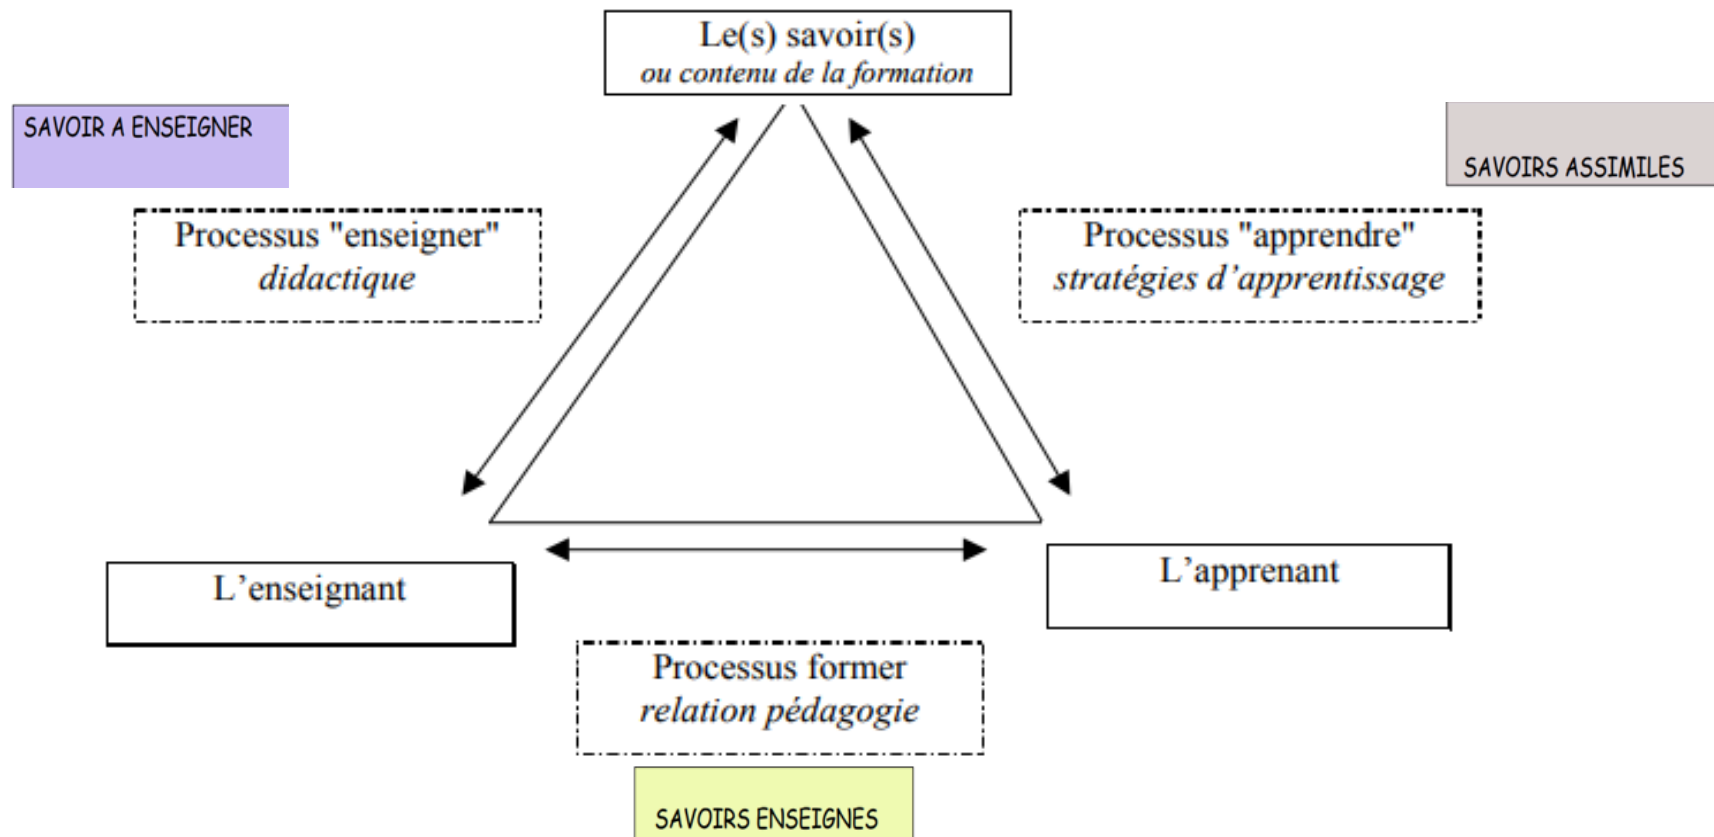 Le(s) savoir(s)
ou contenu de la formation
SAVOIR A ENSEIGNER
SAVOIRS ASSIMILES
Processus "enseigner"
didactique
Processus "apprendre"
stratégies d’apprentissage
L’enseignant
L’apprenant
Processus former
relation pédagogie
SAVOIRS ENSEIGNES